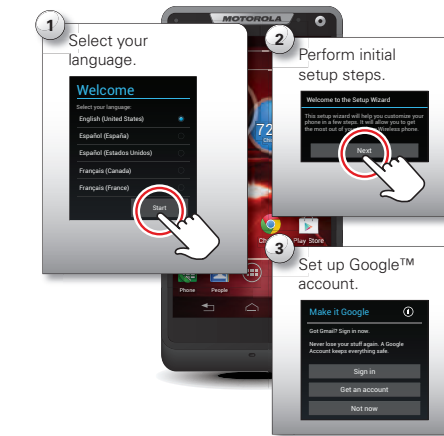 MOTOROLA
1
Select your
language.
Welcome
Select your language:
English (United States)
Español (España)
Español (Estados Unidos)
Français (Canada)
Français (France)
Start
2
Perform initial
setup steps.
Welcome to the Setup Wizard
This setup wizard will help you customize your
phone in a few steps. It will allow you to get
the most out of your Wireless phone.
Next
72
Play Store
Phone
People
3
Set up Google™
account.
Make it Google
Got Gmail? Sign in now.
Never lose your stuff again. A Google
Account keeps everything safe.
Sign in
Get an account
Not now